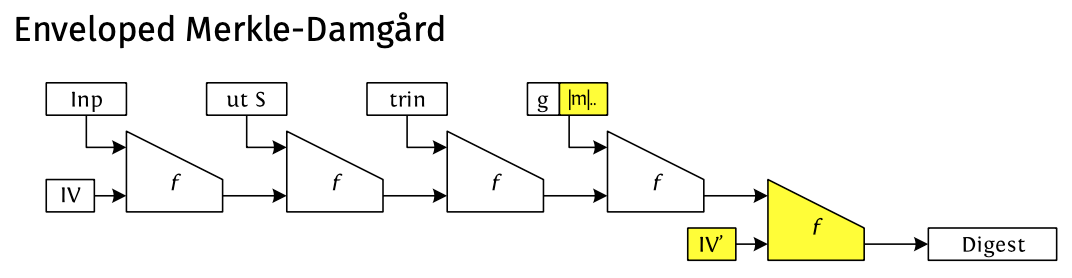 Enveloped Merkle-Damgård
Inp ut S trin g |m|..
f f f f
IV
f
IV’ Digest